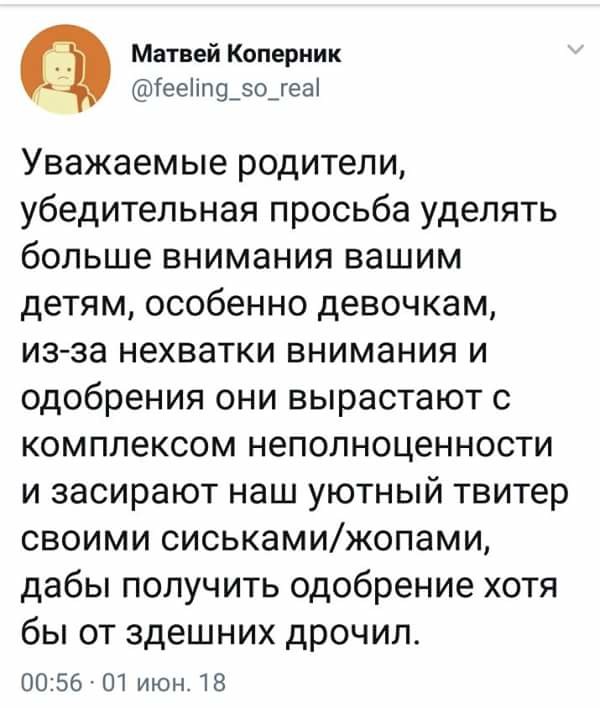 Матвей Коперник
@feeling_so_real
Уважаемые родители,
убедительная просьба уделять
больше внимания вашим
детям, особенно девочкам,
из-за нехватки внимания и
одобрения они вырастают с
комплексом неполноценности
и засирают наш уютный твитер
своими сиськами/жопами,
дабы получить одобрение хотя
бы от здешних дрочил.
00:56 · 01 июн. 18